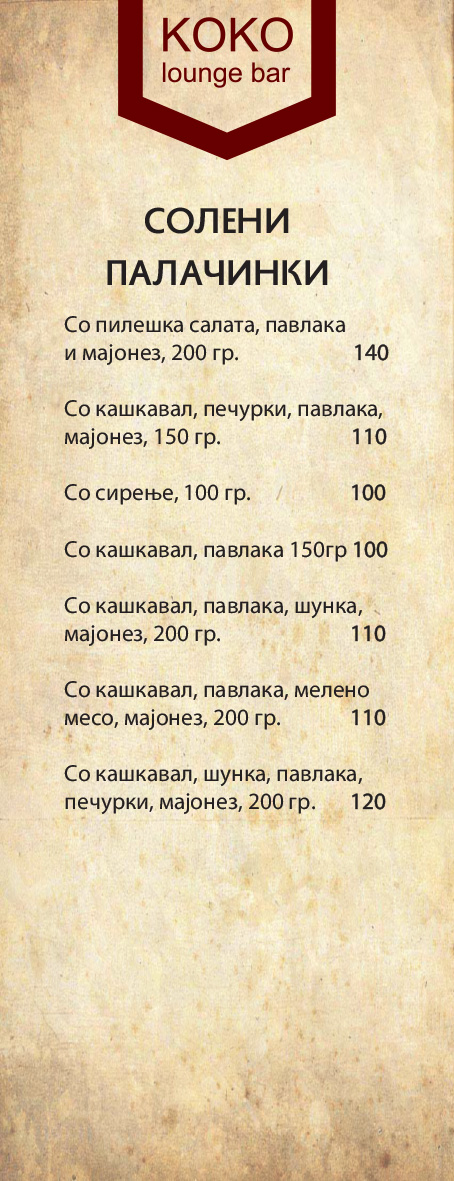 KOKO
lounge bar
СОЛЕНИ
ПАЛАЧИНКИ
Со пилешка салата, павлака
и мајонез, 200 гр. 140
Со кашкавал, печурки, павлака,
мајонез, 150 гр. 110
Со сирење, 100 гр. 100
Со кашкавал, павлака 150гр 100
Со кашкавал, павлака, шунка,
мајонез, 200 гр. 110
Со кашкавал, павлака, мелено
месо, мајонез, 200 гр. 110
Со кашкавал, шунка, павлака,
печурки, мајонез, 200 гр. 120